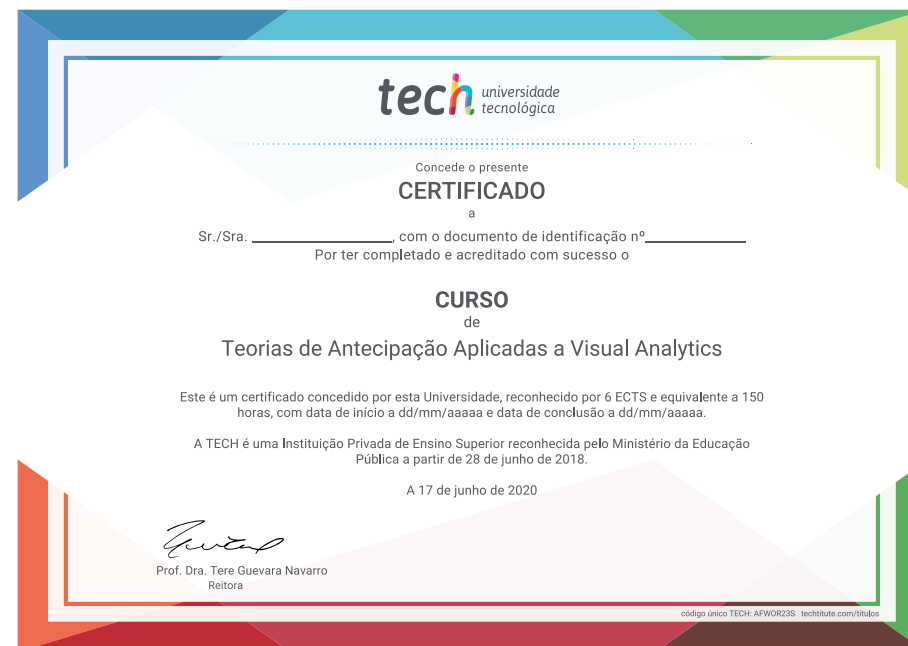 tech universidade
tecnológica
Concede o presente
CERTIFICADO
a
Sr./Sra. ____________________, com o documento de identificação nº______________
Por ter completado e acreditado com sucesso o
CURSO
de
Teorias de Antecipação Aplicadas a Visual Analytics
Este é um certificado concedido por esta Universidade, reconhecido por 6 ECTS e equivalente a 150
horas, com data de início a dd/mm/aaaaa e data de conclusão a dd/mm/aaaaa.
A TECH é uma Instituição Privada de Ensino Superior reconhecida pelo Ministério da Educação
Pública a partir de 28 de junho de 2018.
A 17 de junho de 2020
Prof. Dra. Tere Guevara Navarro
Reitora
código único TECH: AFWOR23S techtitute.com/titulos